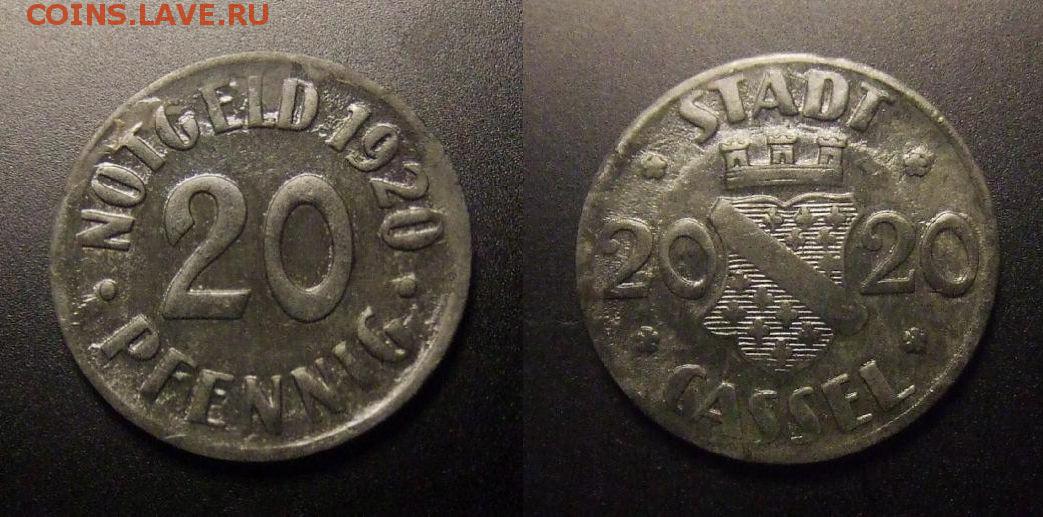 COINS.LAVE.RU
NOTGELD 1920
20
PFENNIG
STADT
20 20
CASSEL